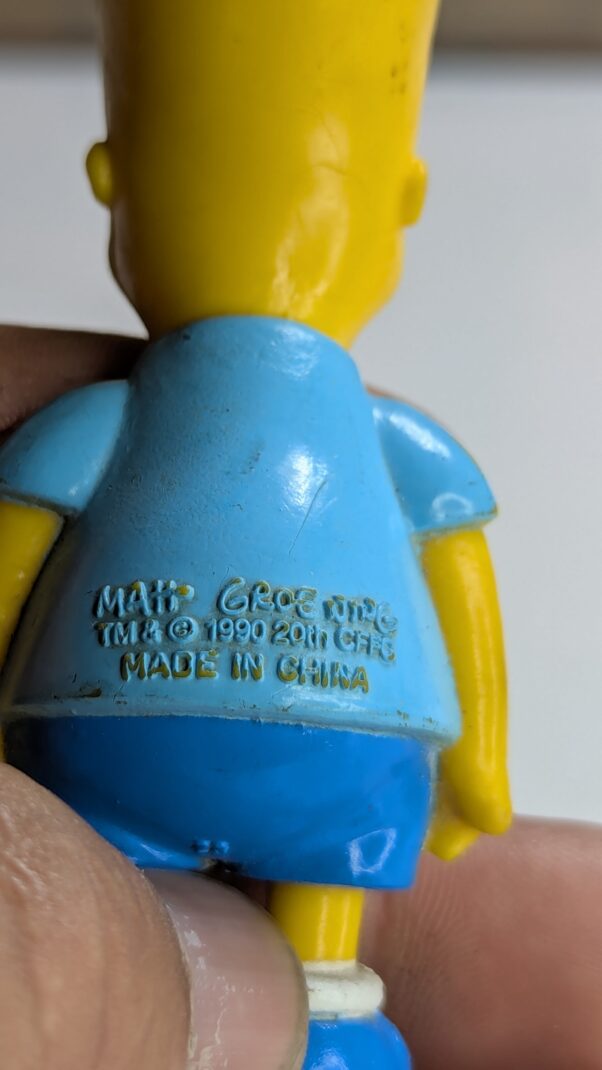 MATT GROENING
TM & © 1990 20th CFFC
MADE IN CHINA